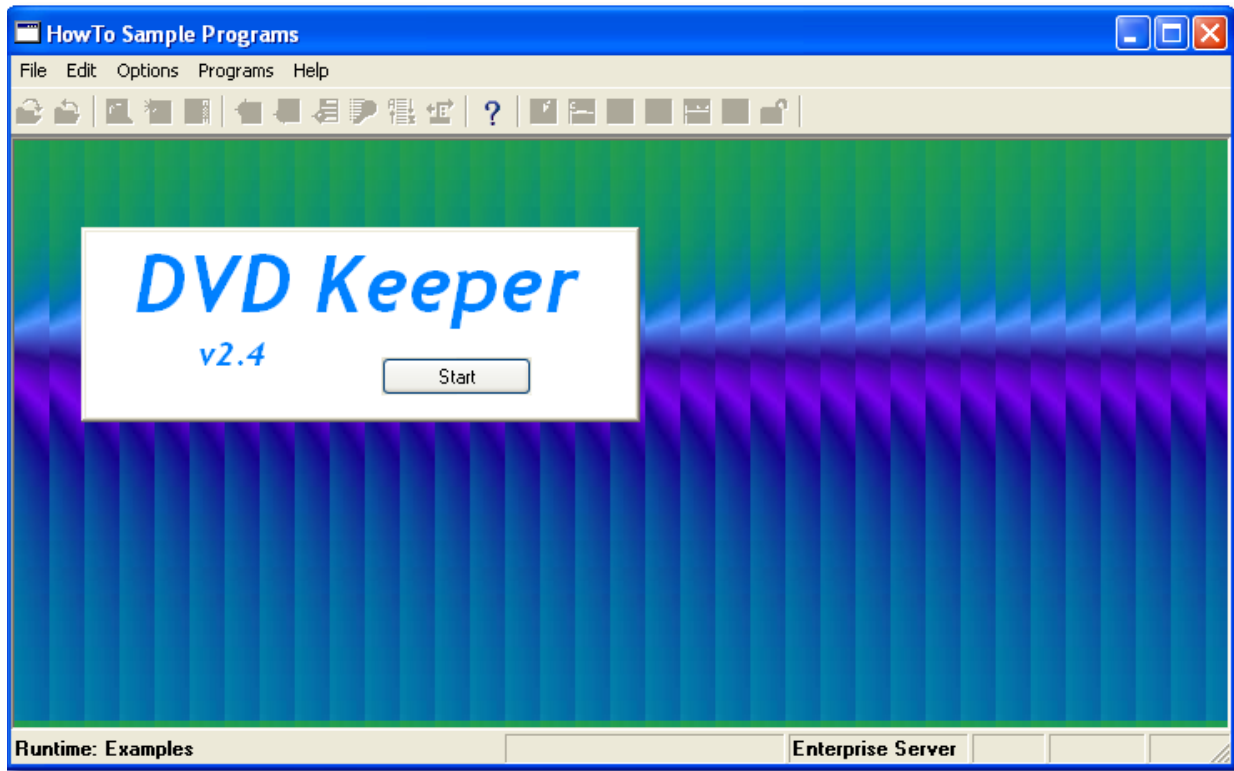 HowTo Sample Programs
File Edit Options Programs Help
?
DVD Keeper
v2.4
Start
Runtime: Examples Enterprise Server